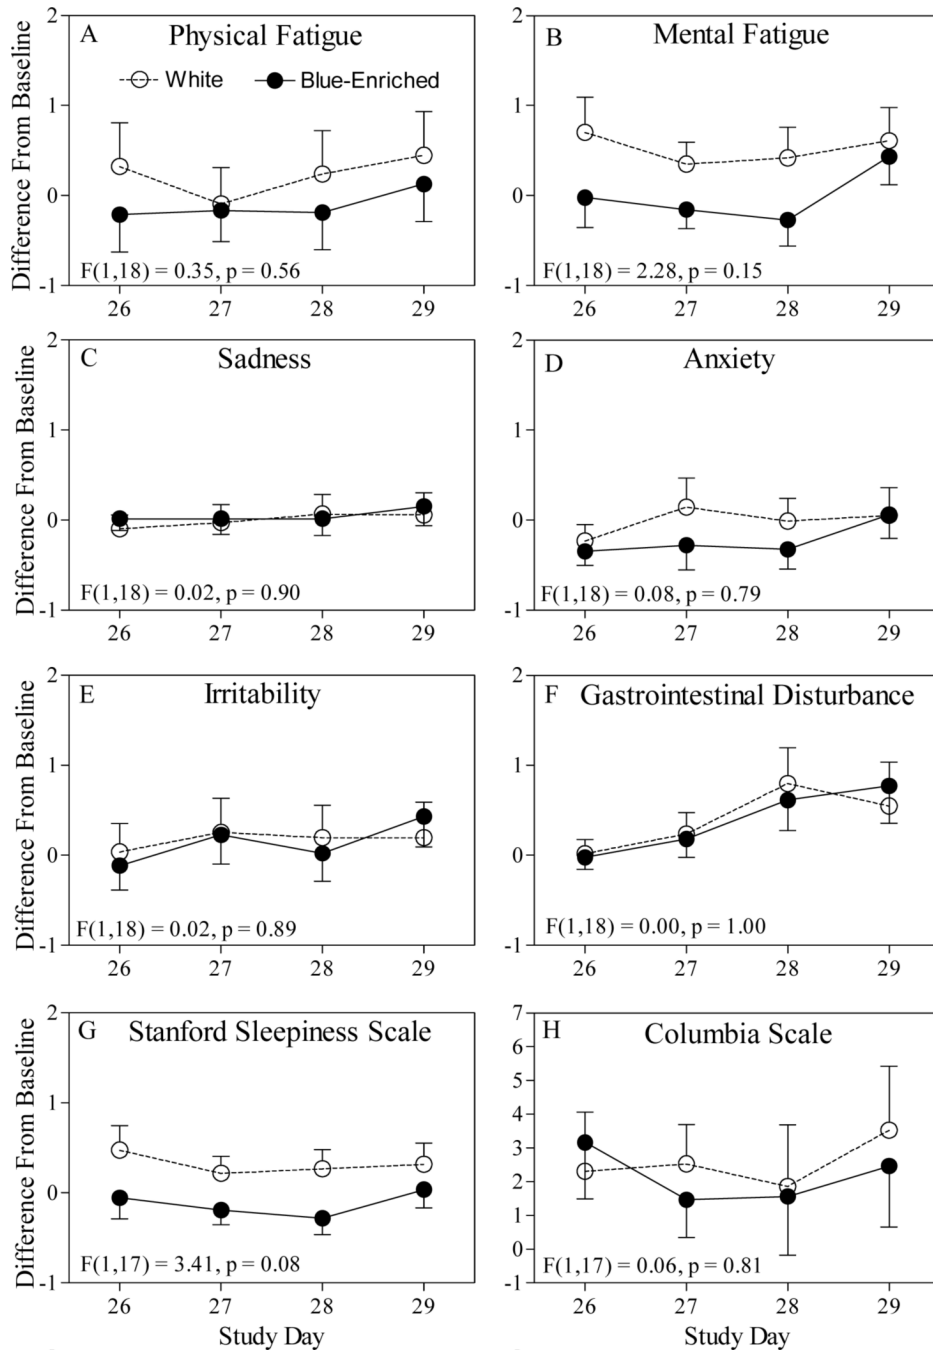 A Physical Fatigue
White Blue-Enriched
Difference From Baseline
2
1
0
-1
F(1,18) = 0.35, p = 0.56
26 27 28 29
B Mental Fatigue
2
1
0
-1
F(1,18) = 2.28, p = 0.15
26 27 28 29
C Sadness
Difference From Baseline
2
1
0
-1
F(1,18) = 0.02, p = 0.90
26 27 28 29
D Anxiety
2
1
0
-1
F(1,18) = 0.08, p = 0.79
26 27 28 29
E Irritability
Difference From Baseline
2
1
0
-1
F(1,18) = 0.02, p = 0.89
26 27 28 29
F Gastrointestinal Disturbance
2
1
0
-1
F(1,18) = 0.00, p = 1.00
26 27 28 29
G Stanford Sleepiness Scale
Difference From Baseline
2
1
0
-1
F(1,17) = 3.41, p = 0.08
26 27 28 29
Study Day
H Columbia Scale
7
6
5
4
3
2
1
0
-1
F(1,17) = 0.06, p = 0.81
26 27 28 29
Study Day